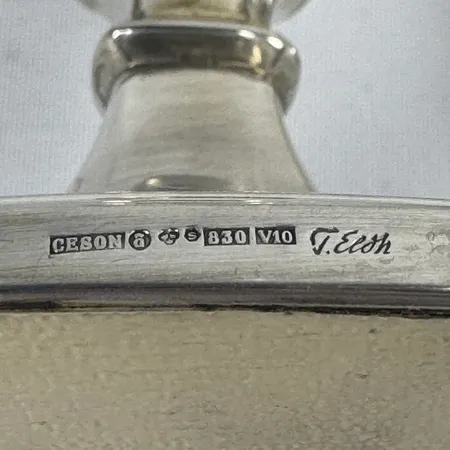 CESON ö S 830 V10 T. Elsh